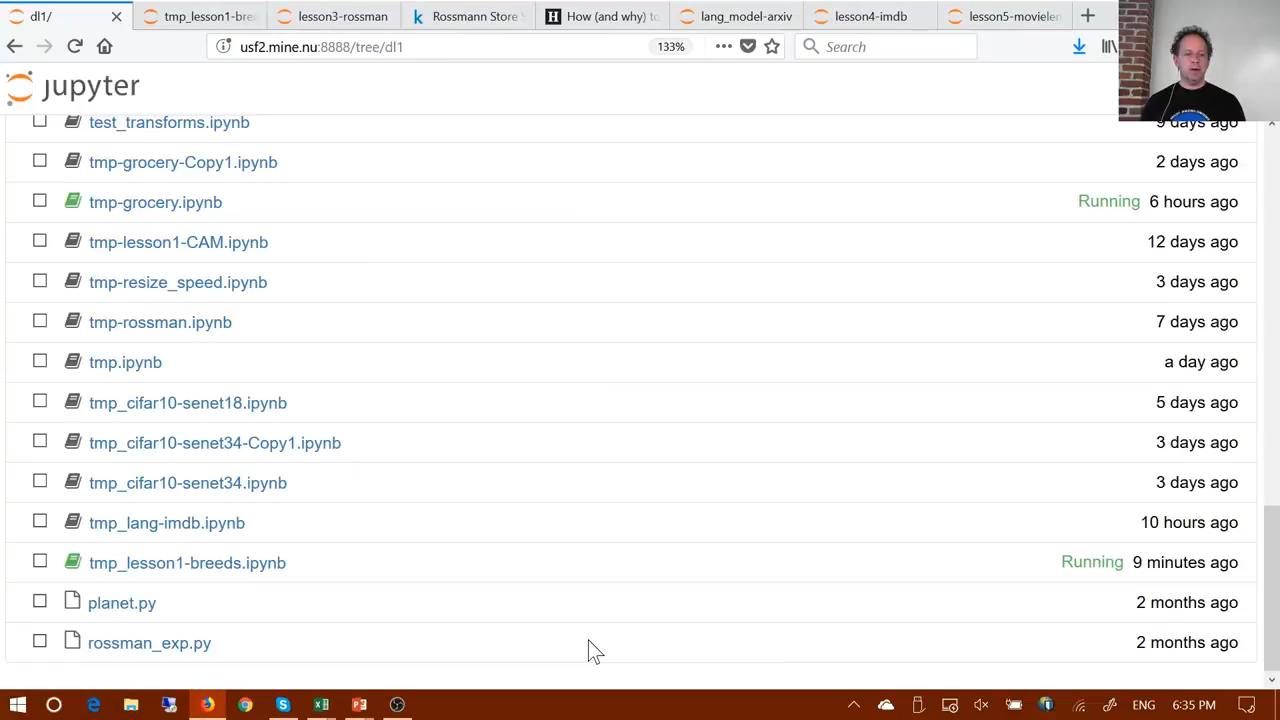 dl1/
tmp_lesson1-bree
lesson3-rossman
Rossmann Store S
How (and why) to
lang_model-arxiv
lesson4-imdb
lesson5-movielen
usf2.mine.nu:8888/tree/dl1
133%
Search
jupyter
test_transforms.ipynb 9 days ago
tmp-grocery-Copy1.ipynb 2 days ago
tmp-grocery.ipynb Running 6 hours ago
tmp-lesson1-CAM.ipynb 12 days ago
tmp-resize_speed.ipynb 3 days ago
tmp-rossman.ipynb 7 days ago
tmp.ipynb a day ago
tmp_cifar10-senet18.ipynb 5 days ago
tmp_cifar10-senet34-Copy1.ipynb 3 days ago
tmp_cifar10-senet34.ipynb 3 days ago
tmp_lang-imdb.ipynb 10 hours ago
tmp_lesson1-breeds.ipynb Running 9 minutes ago
planet.py 2 months ago
rossman_exp.py 2 months ago
ENG 6:35 PM